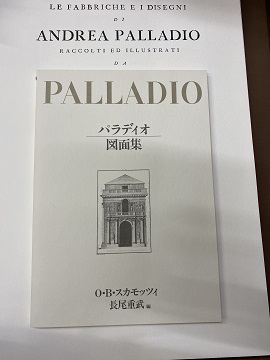 LE FABBRICHE E I DISEGNI
DI
ANDREA PALLADIO
RACCOLTI ED ILLUSTRATI
DA
PALLADIO
パラディオ
図面集
O・B・スカモッツィ
長尾重武 編